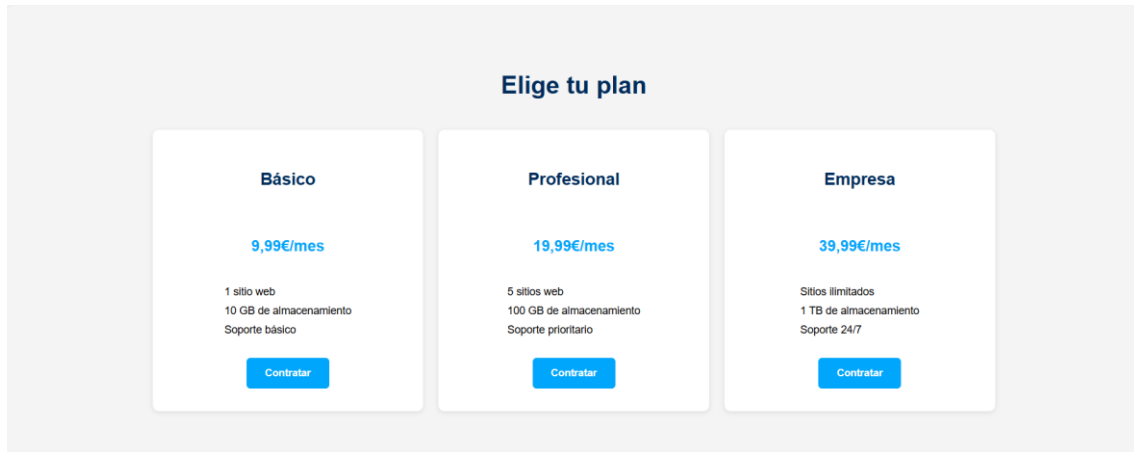 Elige tu plan
Básico
9,99€/mes
1 sitio web
10 GB de almacenamiento
Soporte básico
Contratar
Profesional
19,99€/mes
5 sitios web
100 GB de almacenamiento
Soporte prioritario
Contratar
Empresa
39,99€/mes
Sitios ilimitados
1 TB de almacenamiento
Soporte 24/7
Contratar